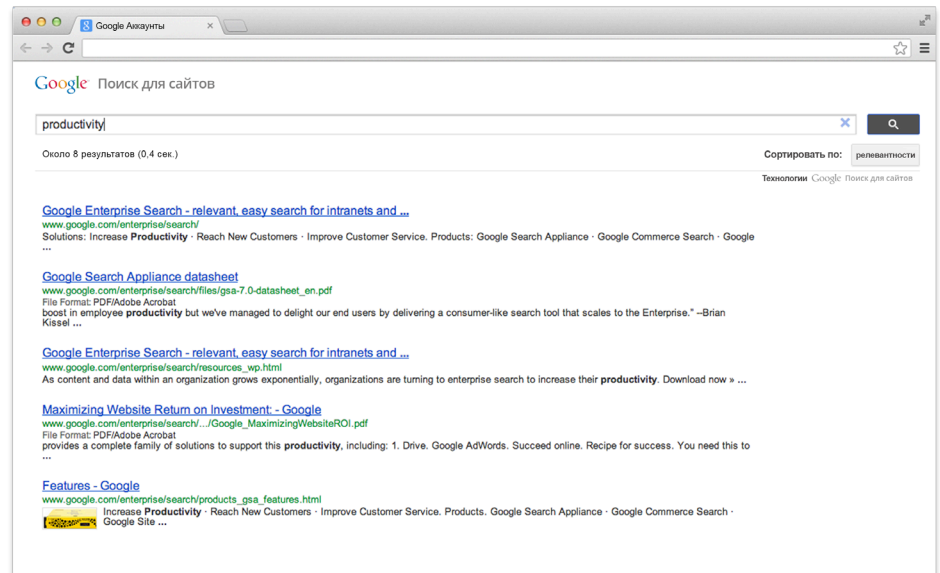 Google Аккаунты
Google Поиск для сайтов
productivity
Около 8 результатов (0,4 сек.)
Сортировать по: релевантности
Технологии Google Поиск для сайтов
Google Enterprise Search - relevant, easy search for intranets and ...
www.google.com/enterprise/search/
Solutions: Increase Productivity · Reach New Customers · Improve Customer Service. Products: Google Search Appliance · Google Commerce Search · Google
...
Google Search Appliance datasheet
www.google.com/enterprise/search/files/gsa-7.0-datasheet_en.pdf
File Format: PDF/Adobe Acrobat
boost in employee productivity but we've managed to delight our end users by delivering a consumer-like search tool that scales to the Enterprise." --Brian
Kissel ...
Google Enterprise Search - relevant, easy search for intranets and ...
www.google.com/enterprise/search/resources_wp.html
As content and data within an organization grows exponentially, organizations are turning to enterprise search to increase their productivity. Download now » ...
Maximizing Website Return on Investment: - Google
www.google.com/enterprise/search/.../Google_MaximizingWebsiteROI.pdf
File Format: PDF/Adobe Acrobat
provides a complete family of solutions to support this productivity, including: 1. Drive. Google AdWords. Succeed online. Recipe for success. You need this to
...
Features - Google
www.google.com/enterprise/search/products_gsa_features.html
Increase Productivity · Reach New Customers · Improve Customer Service. Products. Google Search Appliance · Google Commerce Search ·
Google Site ...